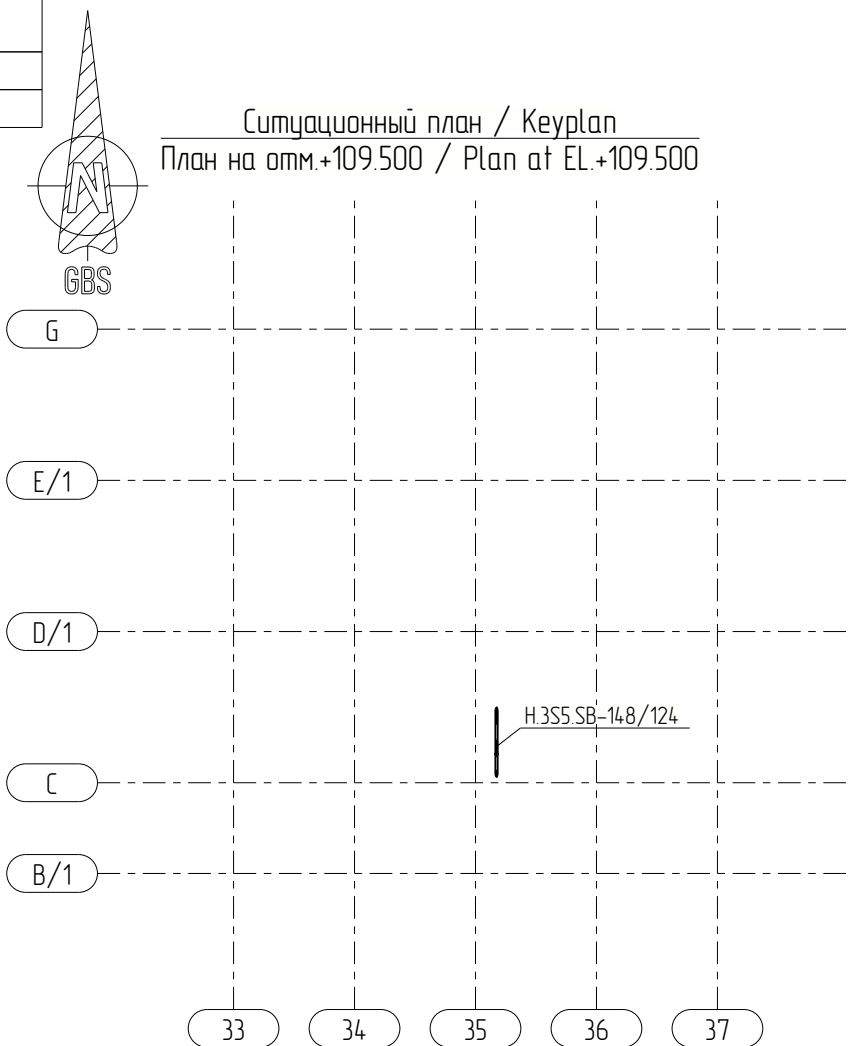 Ситуационный план / Keyplan
План на отм.+109.500 / Plan at EL.+109.500
N
GBS
G
E/1
D/1
H.3S5.SB-148/124
C
B/1
33 34 35 36 37